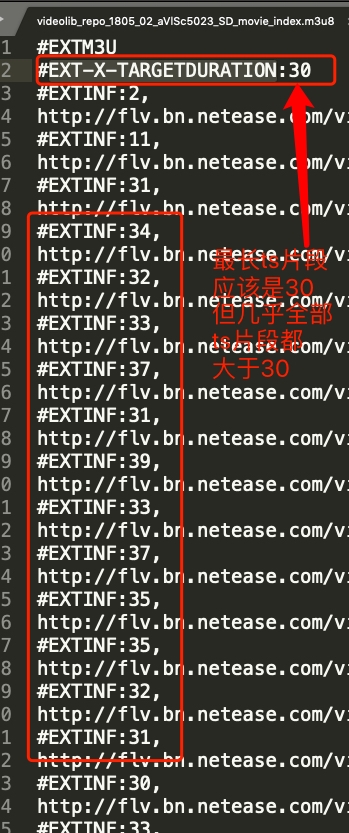 videolib_repo_1805_02_aVlSc5023_SD_movie_index.m3u8
1 #EXTM3U
2 #EXT-X-TARGETDURATION:30
3 #EXTINF:2,
4 http://flv.bn.netease.com/vi
5 #EXTINF:11,
6 http://flv.bn.netease.com/vi
7 #EXTINF:31,
8 http://flv.bn.netease.com/vi
9 #EXTINF:34,
0 http://flv.bn.netease.com/vi
1 #EXTINF:32,
2 http://flv.bn.netease.com/vi
3 #EXTINF:33,
4 http://flv.bn.netease.com/vi
5 #EXTINF:37,
6 http://flv.bn.netease.com/vi
7 #EXTINF:31,
8 http://flv.bn.netease.com/vi
9 #EXTINF:39,
0 http://flv.bn.netease.com/vi
1 #EXTINF:33,
2 http://flv.bn.netease.com/vi
3 #EXTINF:37,
4 http://flv.bn.netease.com/vi
5 #EXTINF:35,
6 http://flv.bn.netease.com/vi
7 #EXTINF:35,
8 http://flv.bn.netease.com/vi
9 #EXTINF:32,
0 http://flv.bn.netease.com/vi
1 #EXTINF:31,
2 http://flv.bn.netease.com/vi
3 #EXTINF:30,
4 http://flv.bn.netease.com/vi
5 #EXTINF:33,
最长ts片段
应该是30
但几乎全部
ts片段都
大于30